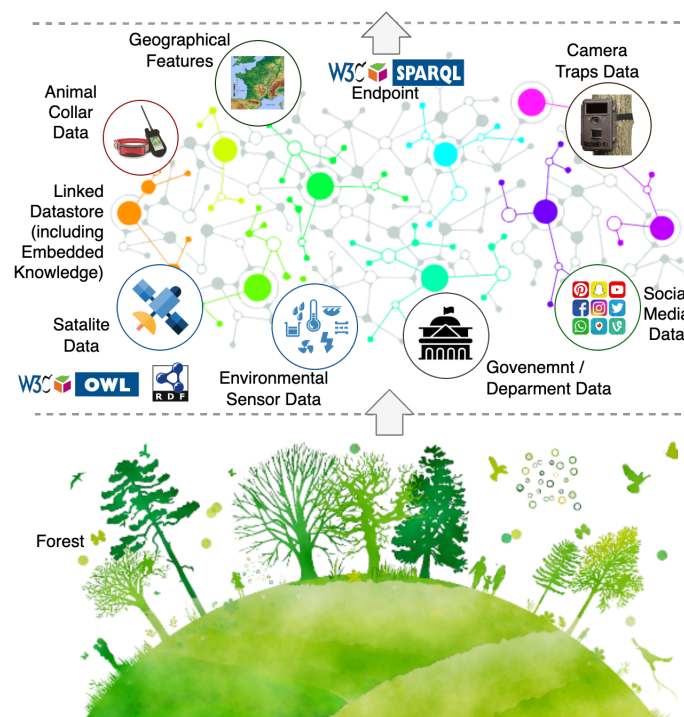 Geographical
Features
W3C SPARQL
Endpoint
Camera
Traps Data
Animal
Collar
Data
Linked
Datastore
(including
Embedded
Knowledge)
Satalite
Data
Environmental
Sensor Data
Govenemnt /
Deparment Data
Socia
Media
Data
W3C OWL
RDF
Forest